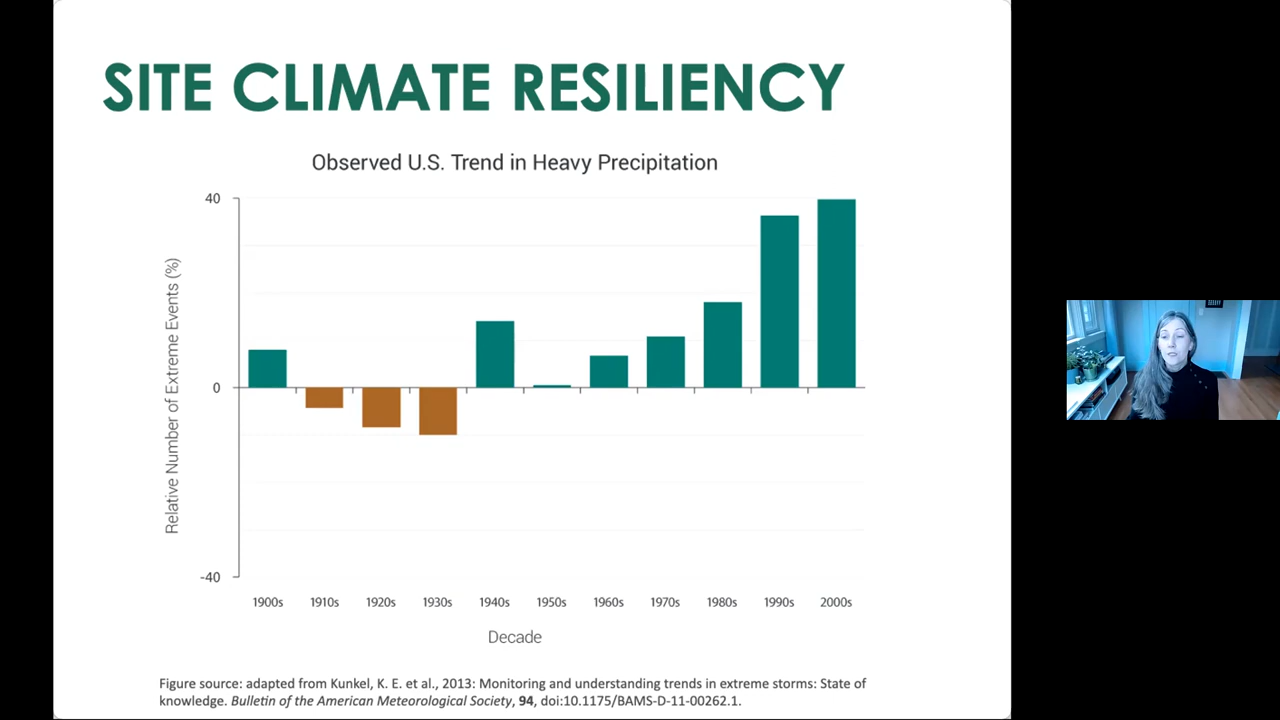 SITE CLIMATE RESILIENCY
Observed U.S. Trend in Heavy Precipitation
Relative Number of Extreme Events (%)
40
0
-40
1900s 1910s 1920s 1930s 1940s 1950s 1960s 1970s 1980s 1990s 2000s
Decade
Figure source: adapted from Kunkel, K. E. et al., 2013: Monitoring and understanding trends in extreme storms: State of
knowledge. Bulletin of the American Meteorological Society, 94, doi:10.1175/BAMS-D-11-00262.1.